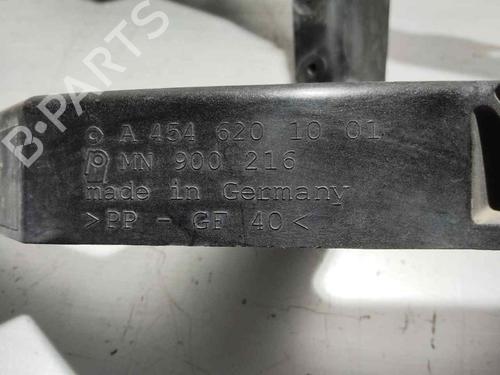 B-PARTS
A 454 620 10 01
MN 900 216
made in Germany
>PP - GF 40<